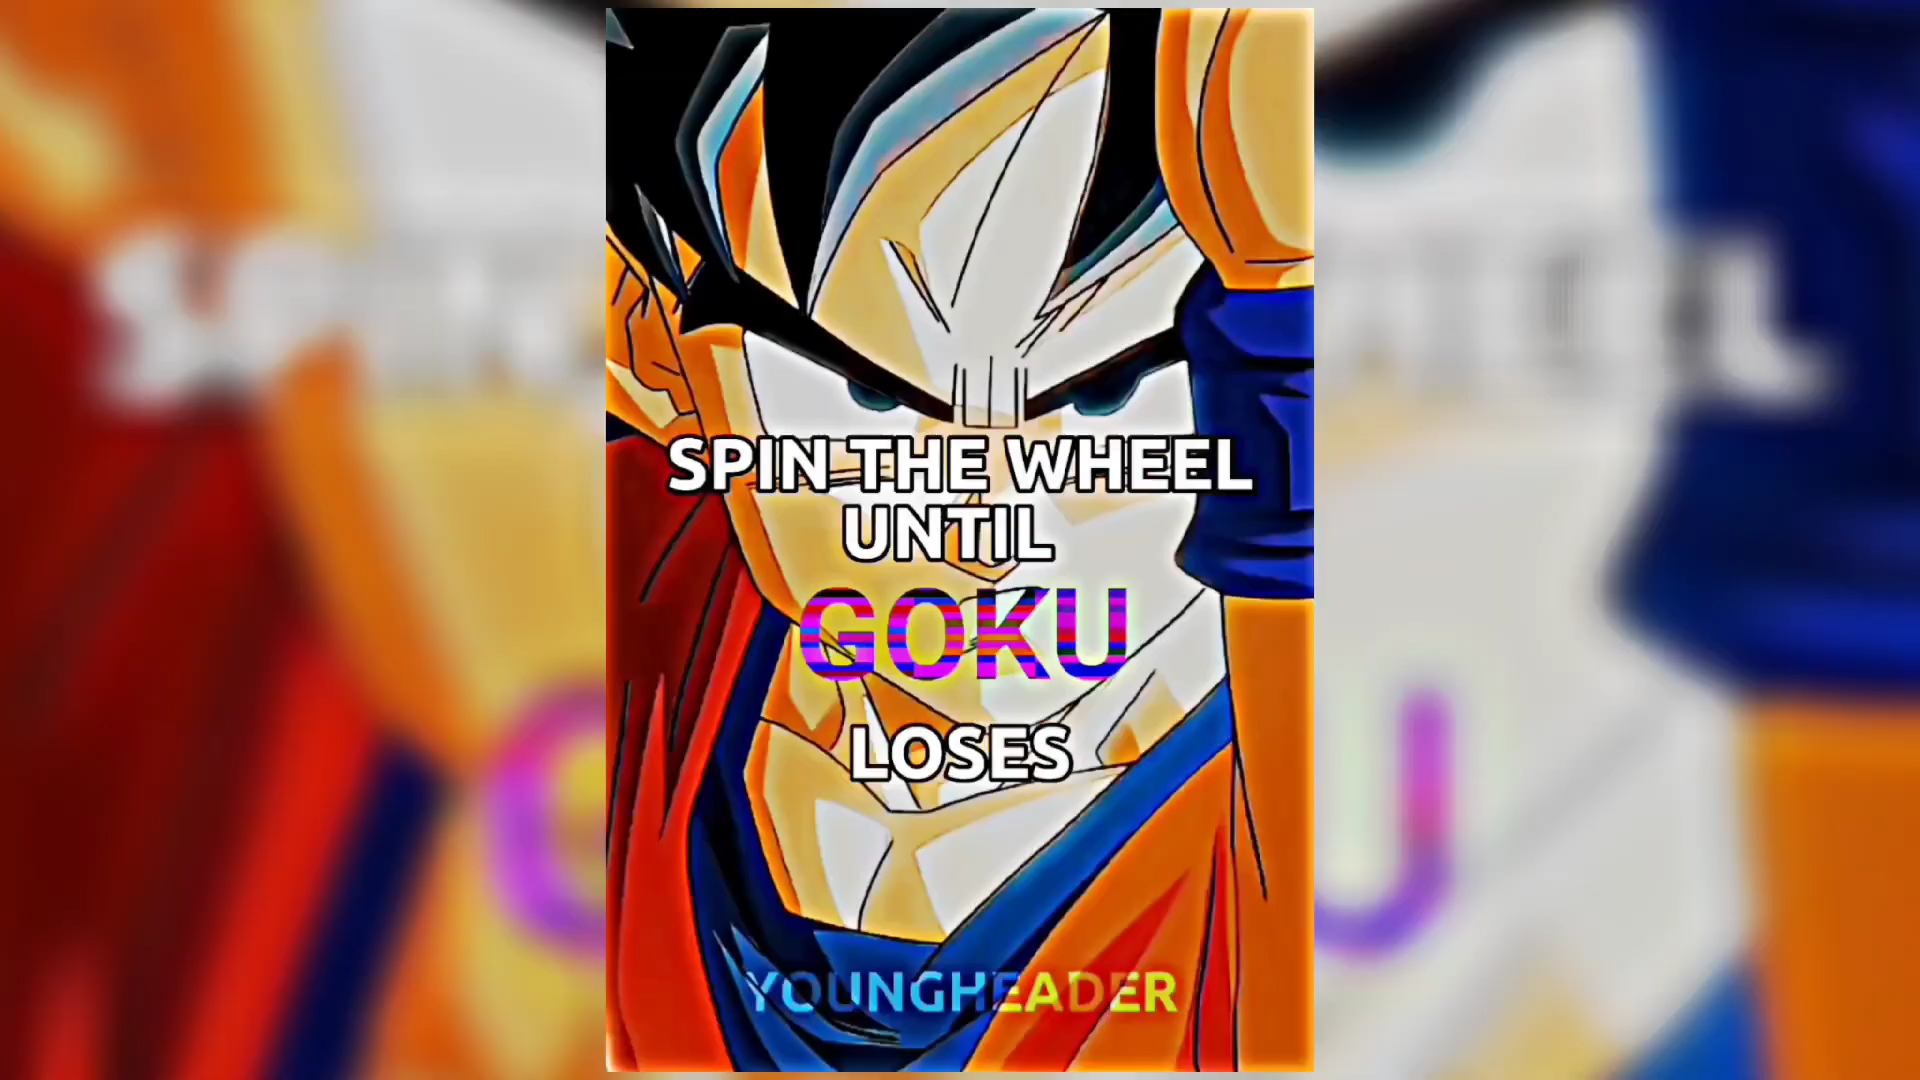 SPIN THE WHEEL
UNTIL
GOKU
LOSES
YOUNGHEADER